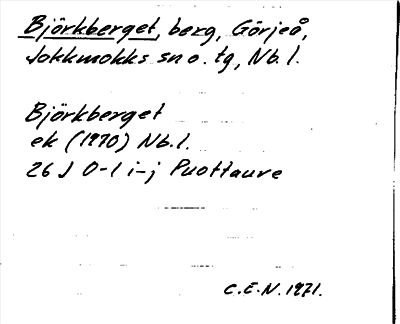 Björkberget, berg, Görjeå,
Jokkmokks sn o. tg, Nb.l.
Björkberget
ek (1970) Nb.l.
26 J 0-1 i-j Puottaure
C.E.N. 1971.